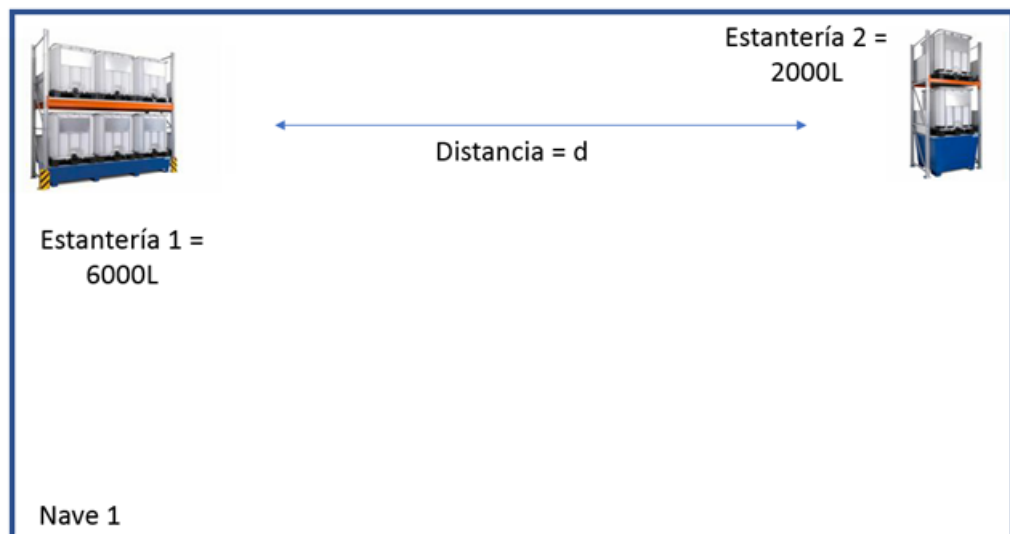 Estantería 2 =
2000L
Distancia = d
Estantería 1 =
6000L
Nave 1